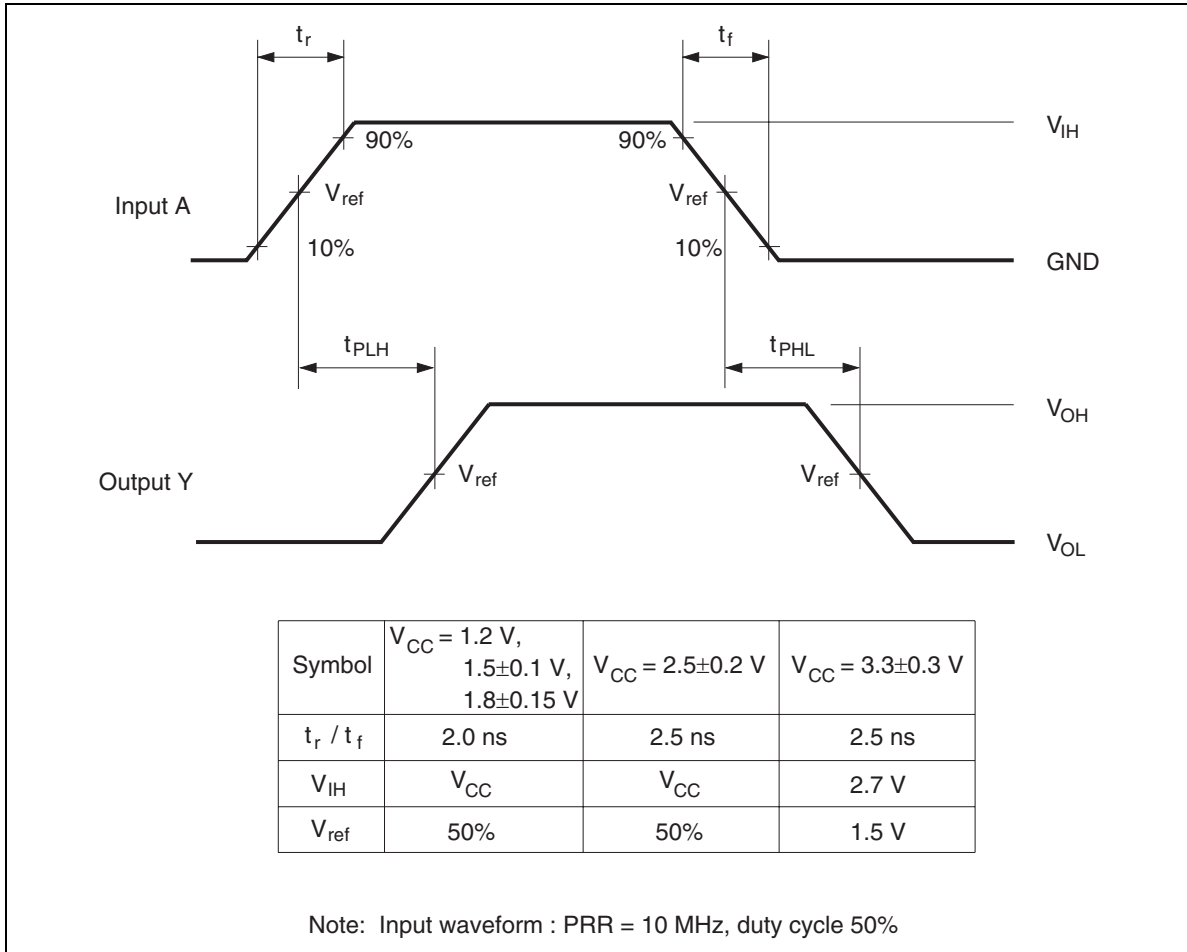 tr tf
90% 90% VIH
Input A Vref Vref
10% 10% GND
tPLH tPHL
VOH
Output Y Vref Vref
VOL
Symbol VCC = 1.2 V, 1.5±0.1 V, 1.8±0.15 V VCC = 2.5±0.2 V VCC = 3.3±0.3 V
tr / tf 2.0 ns 2.5 ns 2.5 ns
VIH VCC VCC 2.7 V
Vref 50% 50% 1.5 V
Note: Input waveform : PRR = 10 MHz, duty cycle 50%